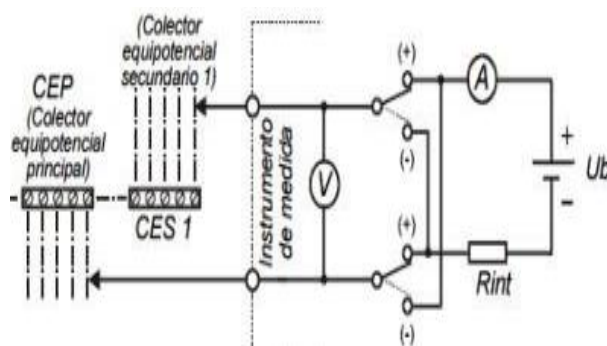 (Colector
equipotencial
secundario 1)
CEP
(Colector
equipotencial
principal)
CES 1
Instrumento
de medida
V
(+)
(-)
(+)
(-)
A
+
Ub
-
Rint